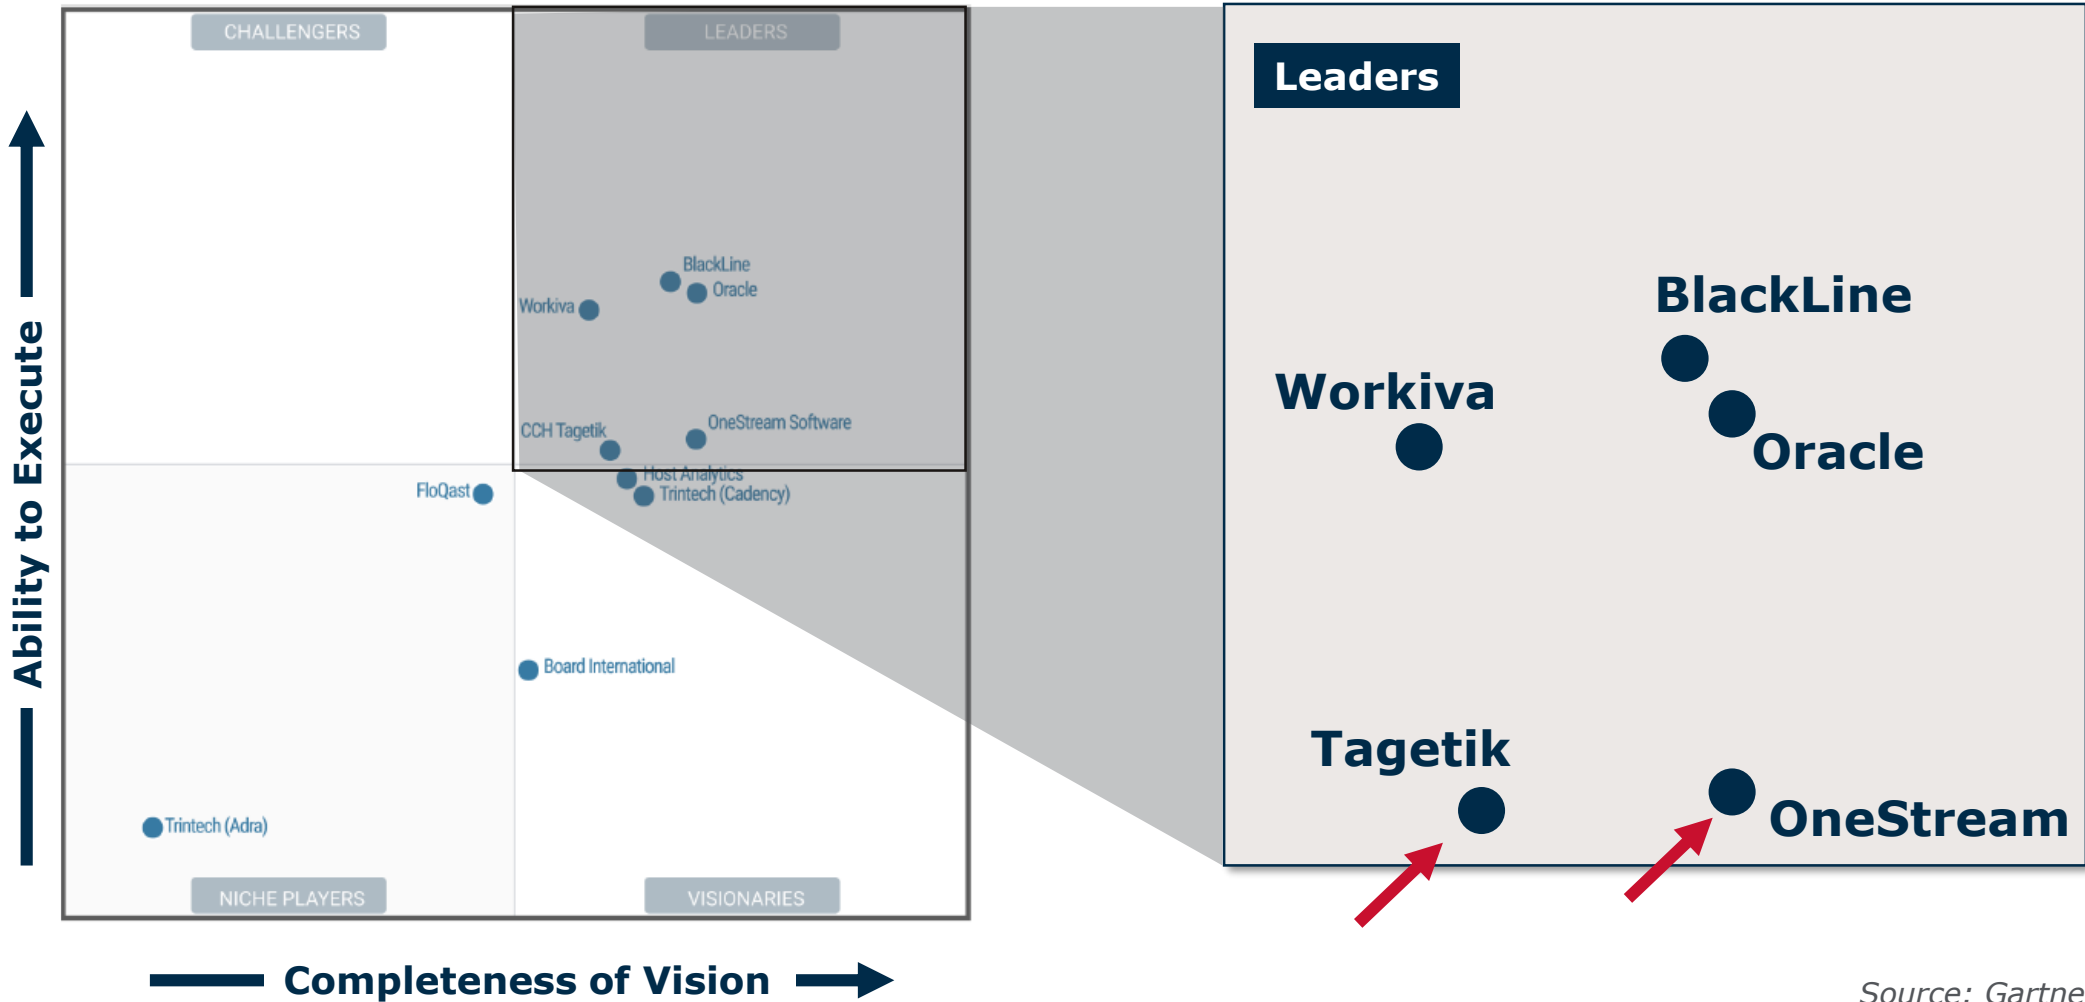 CHALLENGERS
LEADERS
BlackLine
Oracle
Workiva
OneStream Software
CCH Tagetik
Host Analytics
Trintech (Cadency)
FloQast
Board International
Trintech (Adra)
NICHE PLAYERS
VISIONARIES
Ability to Execute
Completeness of Vision
Leaders
BlackLine
Workiva
Oracle
Tagetik
OneStream
Source: Gartne